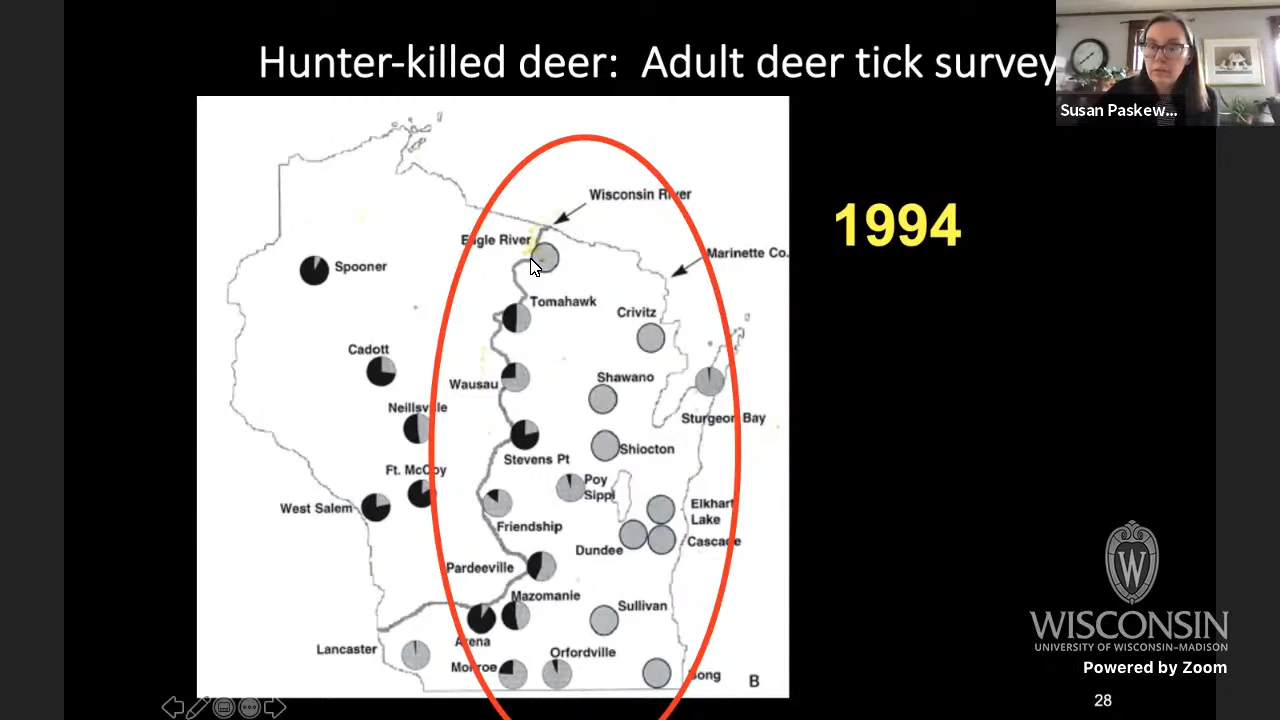 Hunter-killed deer: Adult deer tick survey
Susan Paskew...
1994
Wisconsin River
Eagle River
Marinette Co.
Spooner
Tomahawk
Crivitz
Cadott
Wausau
Shawano
Neillsville
Sturgeon Bay
Stevens Pt
Shiocton
Ft. McCoy
Poy
Sippi
West Salem
Friendship
Elkhart
Lake
Dundee
Cascade
Pardeeville
Mazomanie
Sullivan
Arena
Lancaster
Orfordville
Monroe
Bong
B
W
WISCONSIN
UNIVERSITY OF WISCONSIN–MADISON
Powered by Zoom
28